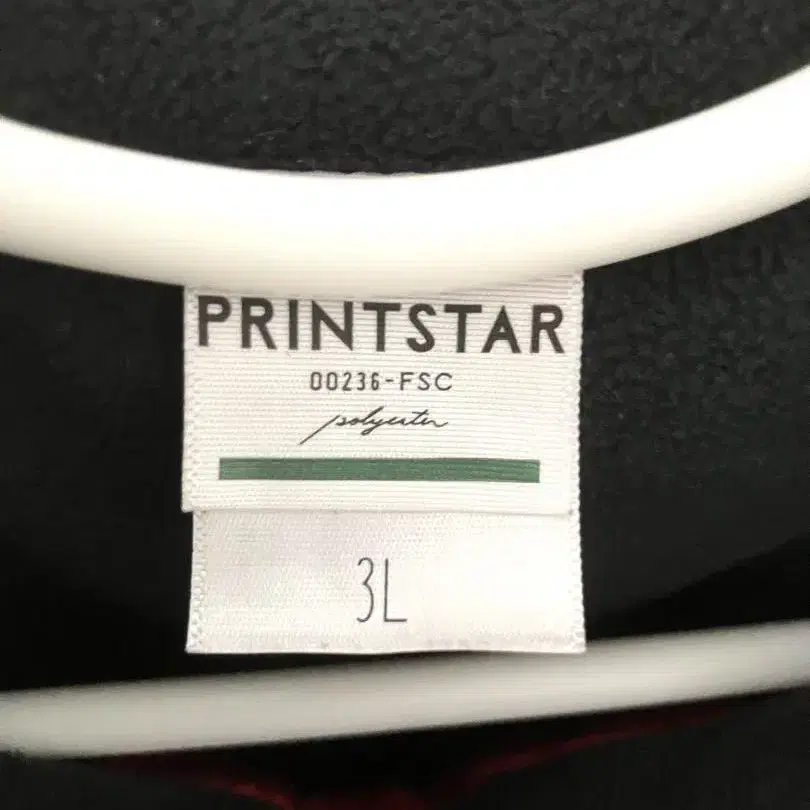 PRINTSTAR
00236-FSC
polyester
3L